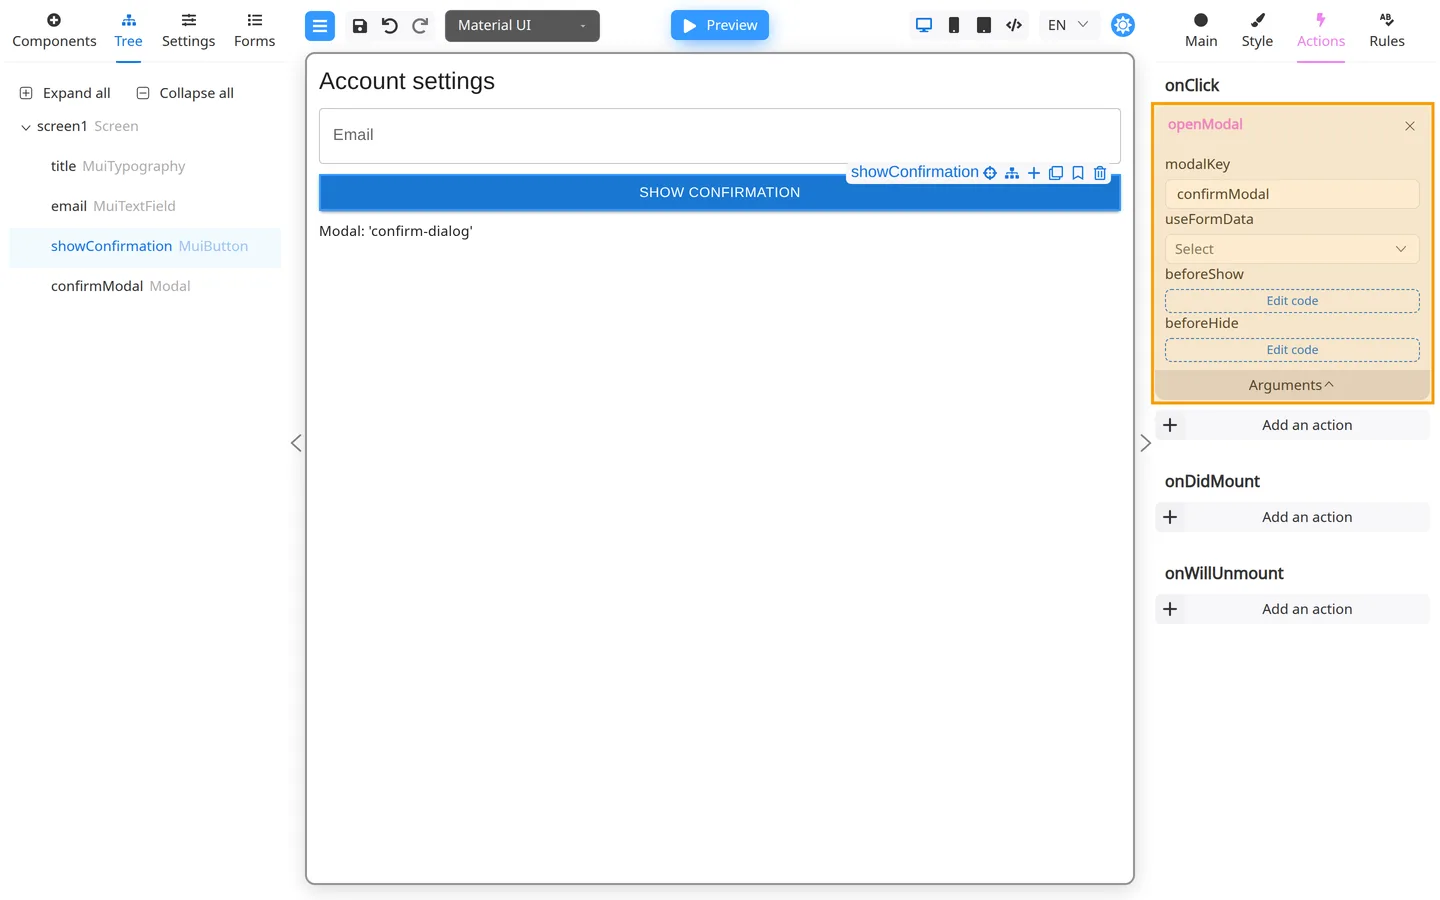 Components
Tree
Settings
Forms
Material UI
Preview
EN
Main
Style
Actions
AB
Rules
Expand all
Collapse all
screen1 Screen
title MuiTypography
email MuiTextField
showConfirmation MuiButton
confirmModal Modal
Account settings
Email
showConfirmation
SHOW CONFIRMATION
Modal: 'confirm-dialog'
onClick
openModal
modalKey
confirmModal
useFormData
Select
beforeShow
Edit code
beforeHide
Edit code
Arguments
Add an action
onDidMount
Add an action
onWillUnmount
Add an action